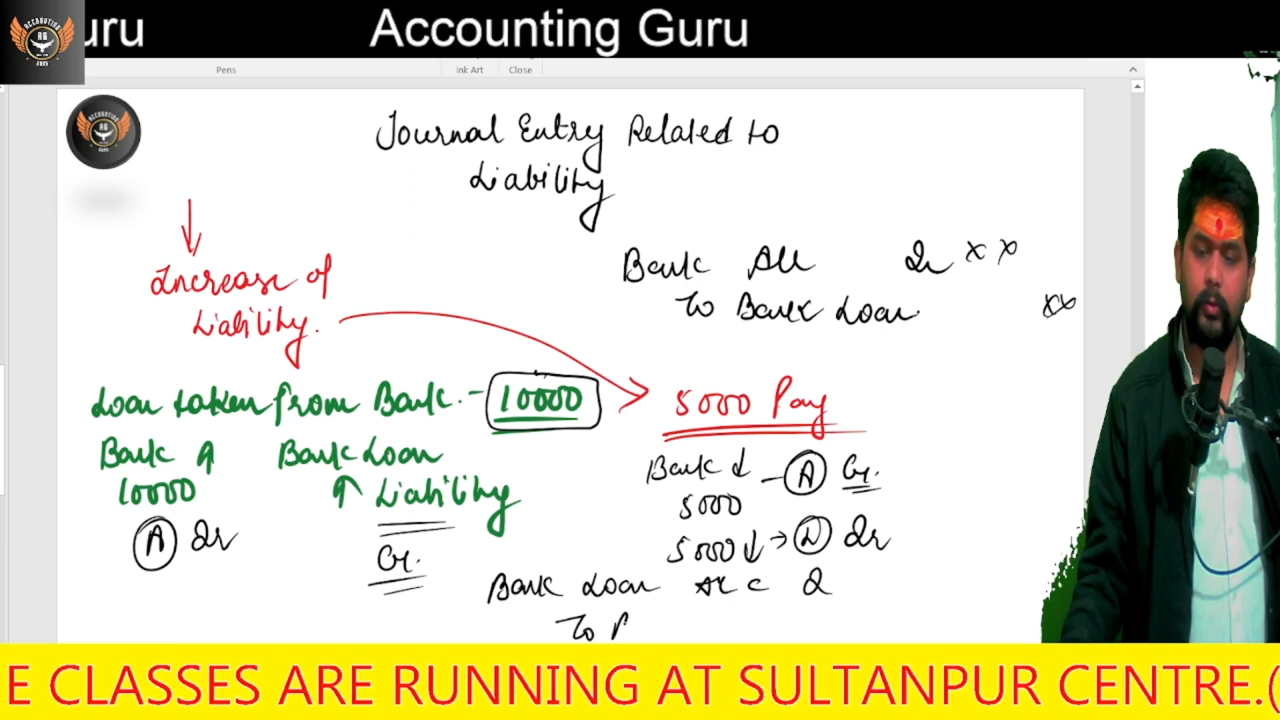 uru
Accounting Guru
Pens
Ink Art
Close
Journal Entry Related to
Liability
Increase of
Liability.
Bank A/c Dr xx
To Bank Loan. xx
Loan taken from Bank. - 10000
5000 Pay
Bank ↑ Bank Loan
10000 ↑ Liability
A Dr
Cr.
Bank ↓ - A Cr.
5000
5000 ↓ → L Dr
Bank Loan A/c D
To
E CLASSES ARE RUNNING AT SULTANPUR CENTRE.(